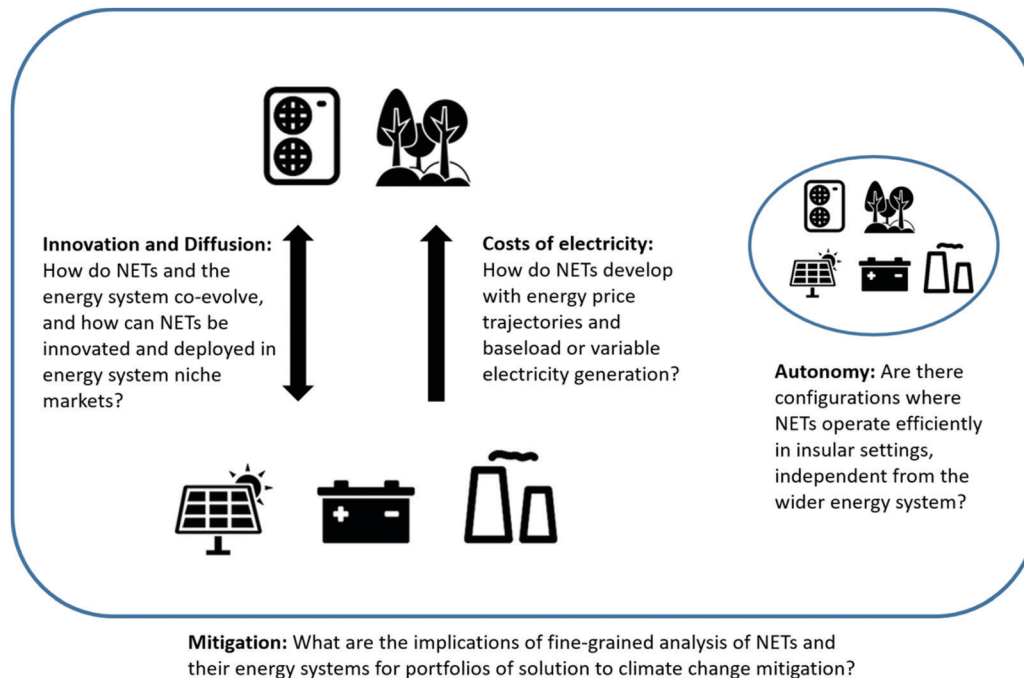 Innovation and Diffusion:
How do NETs and the
energy system co-evolve,
and how can NETs be
innovated and deployed in
energy system niche
markets?
Costs of electricity:
How do NETs develop
with energy price
trajectories and
baseload or variable
electricity generation?
Autonomy: Are there
configurations where
NETs operate efficiently
in insular settings,
independent from the
wider energy system?
Mitigation: What are the implications of fine-grained analysis of NETs and
their energy systems for portfolios of solution to climate change mitigation?